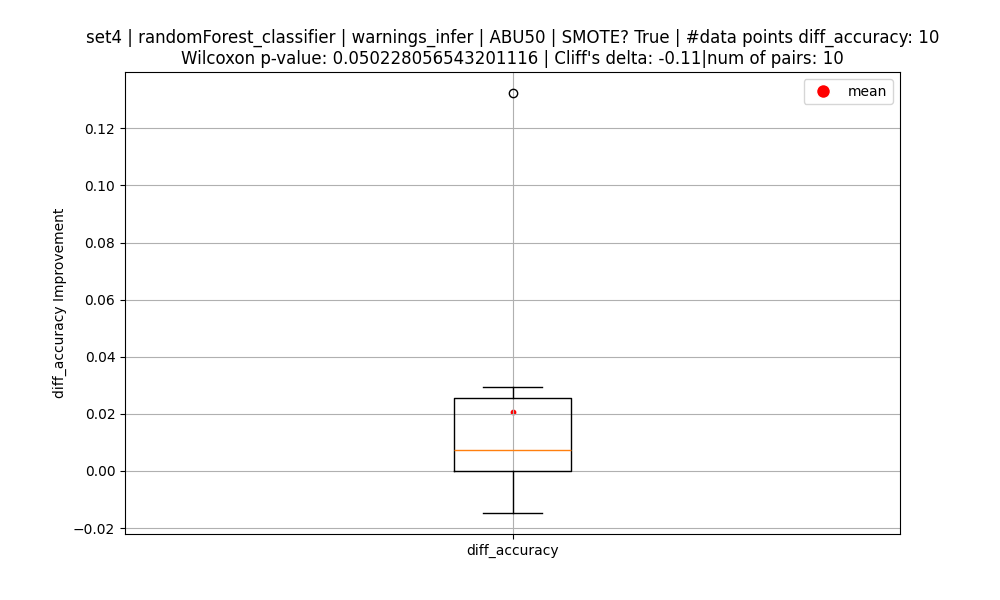 set4 | randomForest_classifier | warnings_infer | ABU50 | SMOTE? True | #data points diff_accuracy: 10
Wilcoxon p-value: 0.050228056543201116 | Cliff's delta: -0.11|num of pairs: 10
mean
0.12
0.10
0.08
0.06
0.04
0.02
0.00
−0.02
diff_accuracy Improvement
diff_accuracy